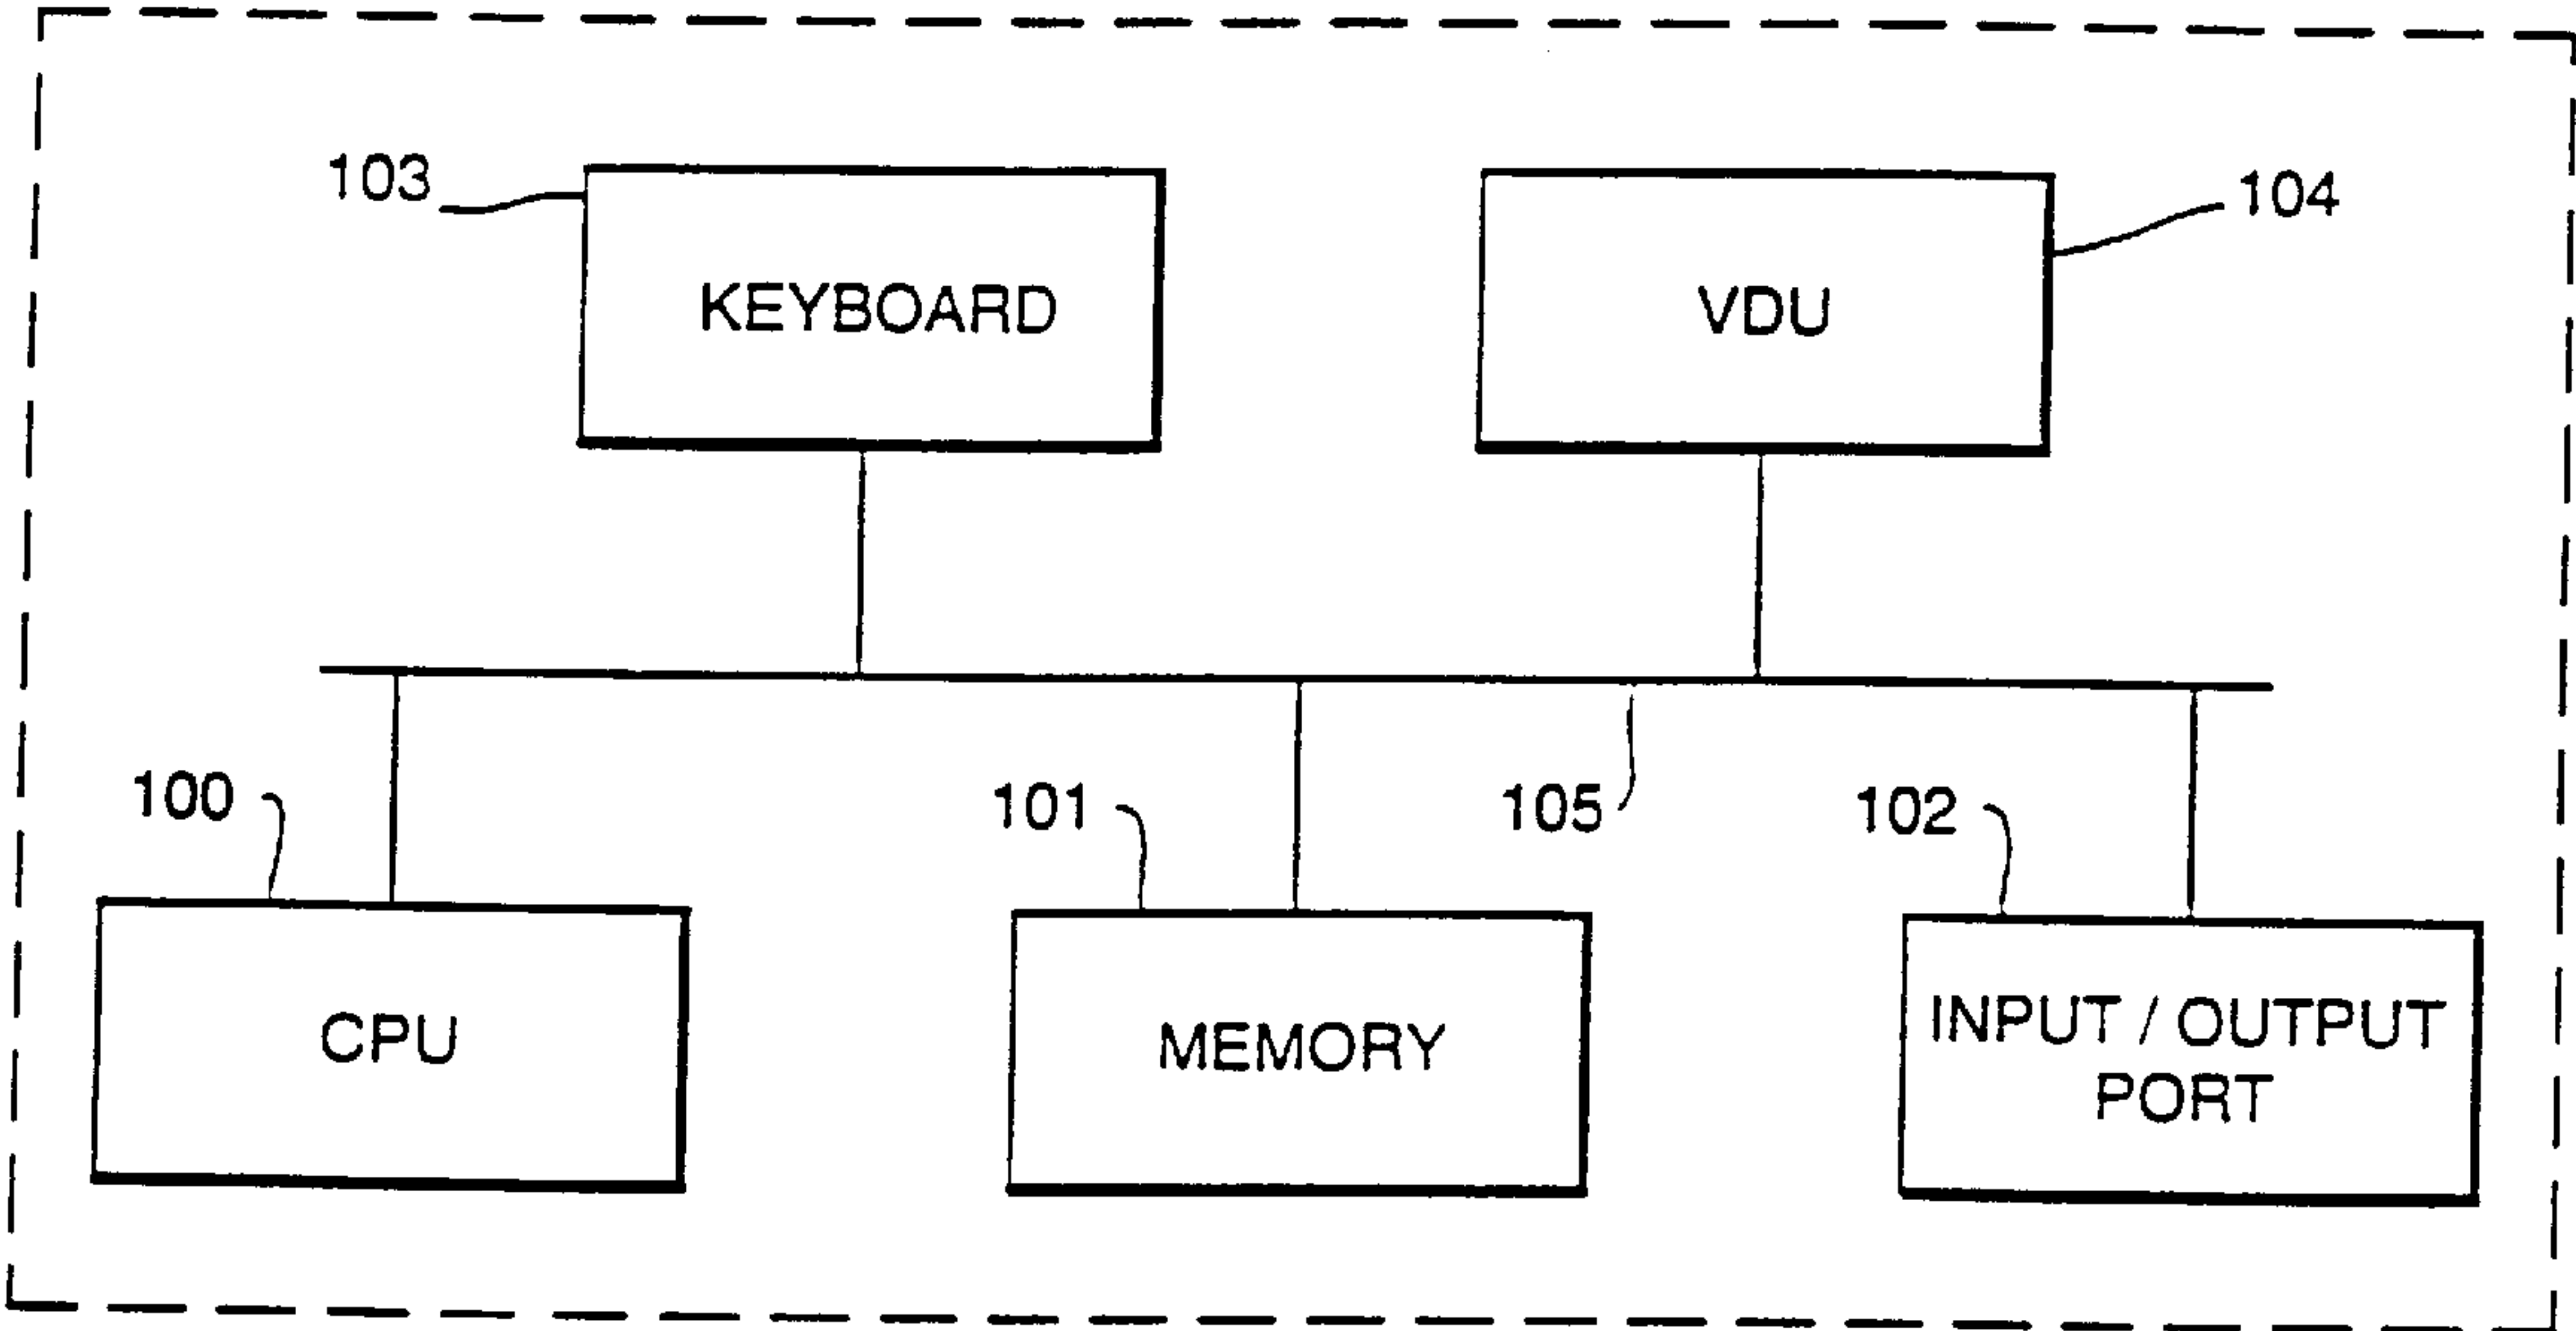 103
KEYBOARD
VDU
104
100
101
105
102
CPU
MEMORY
INPUT / OUTPUT
PORT